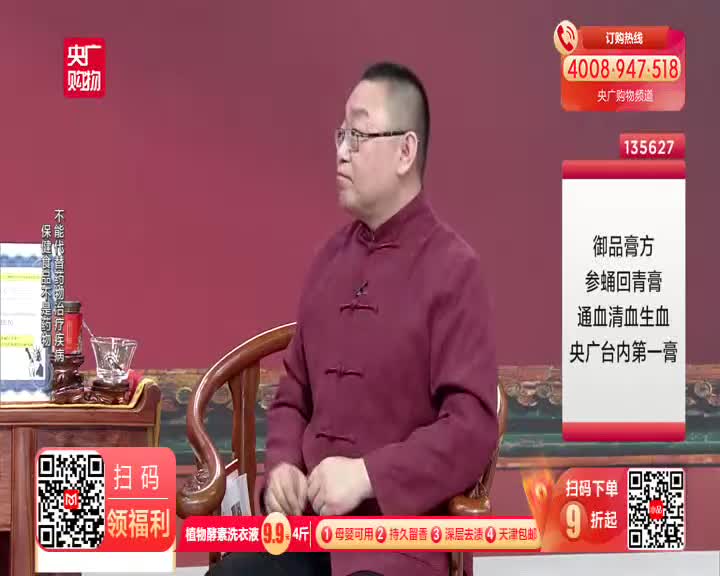 央广
购物
订购热线
4008·947·518
央广购物频道
135627
御品膏方
参蛹回青膏
通血清血生血
央广台内第一膏
保健食品不是药物
不能代替药物治疗疾病
扫码
领福利
植物酵素洗衣液 9.9元 4斤 ①母婴可用 ②持久留香 ③深层去渍 ④天津包邮
扫码下单
9折起